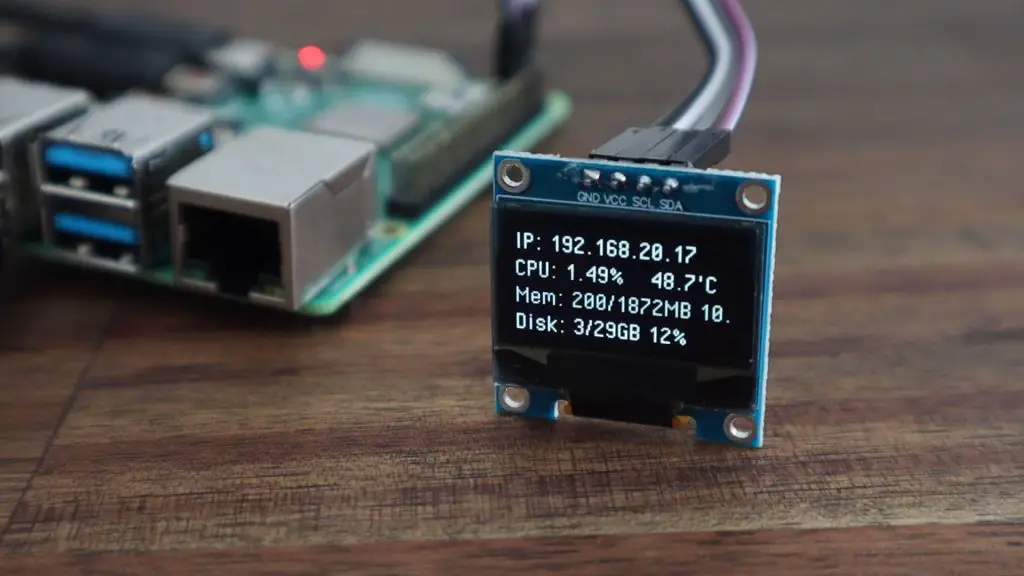 GND VCC SCL SDA
IP: 192.168.20.17
CPU: 1.49% 48.7'C
Mem: 200/1872MB 10.
Disk: 3/29GB 12%